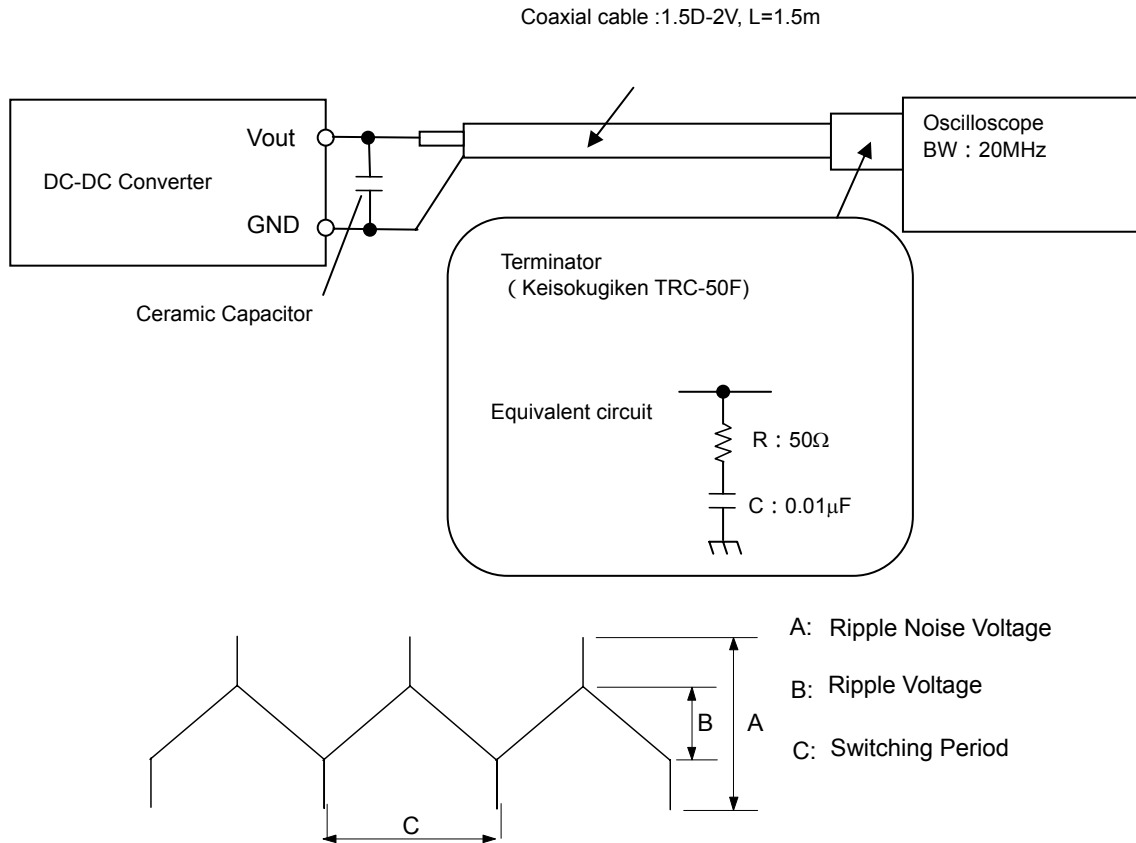 Coaxial cable :1.5D-2V, L=1.5m
Vout
DC-DC Converter
GND
Ceramic Capacitor
Oscilloscope
BW：20MHz
Terminator
（Keisokugiken TRC-50F)
Equivalent circuit
R：50Ω
C：0.01μF
A: Ripple Noise Voltage
B: Ripple Voltage
C: Switching Period
B
A
C